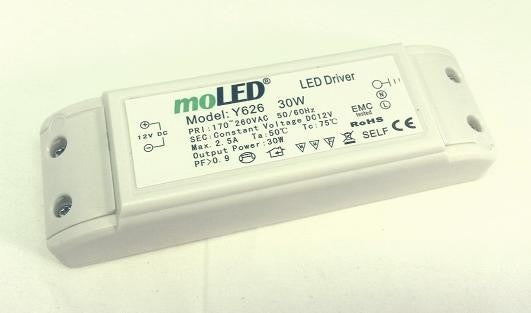 moLED® LED Driver
Model: Y626 30W
PRI:170~260VAC 50/60Hz
SEC:Constant Voltage DC12V
Max.2.5A Ta:50℃ Tc:75℃
Output Power:30W
PF>0.9
+
12V DC
-
N
L
EMC
tested
RoHS
SELF CE